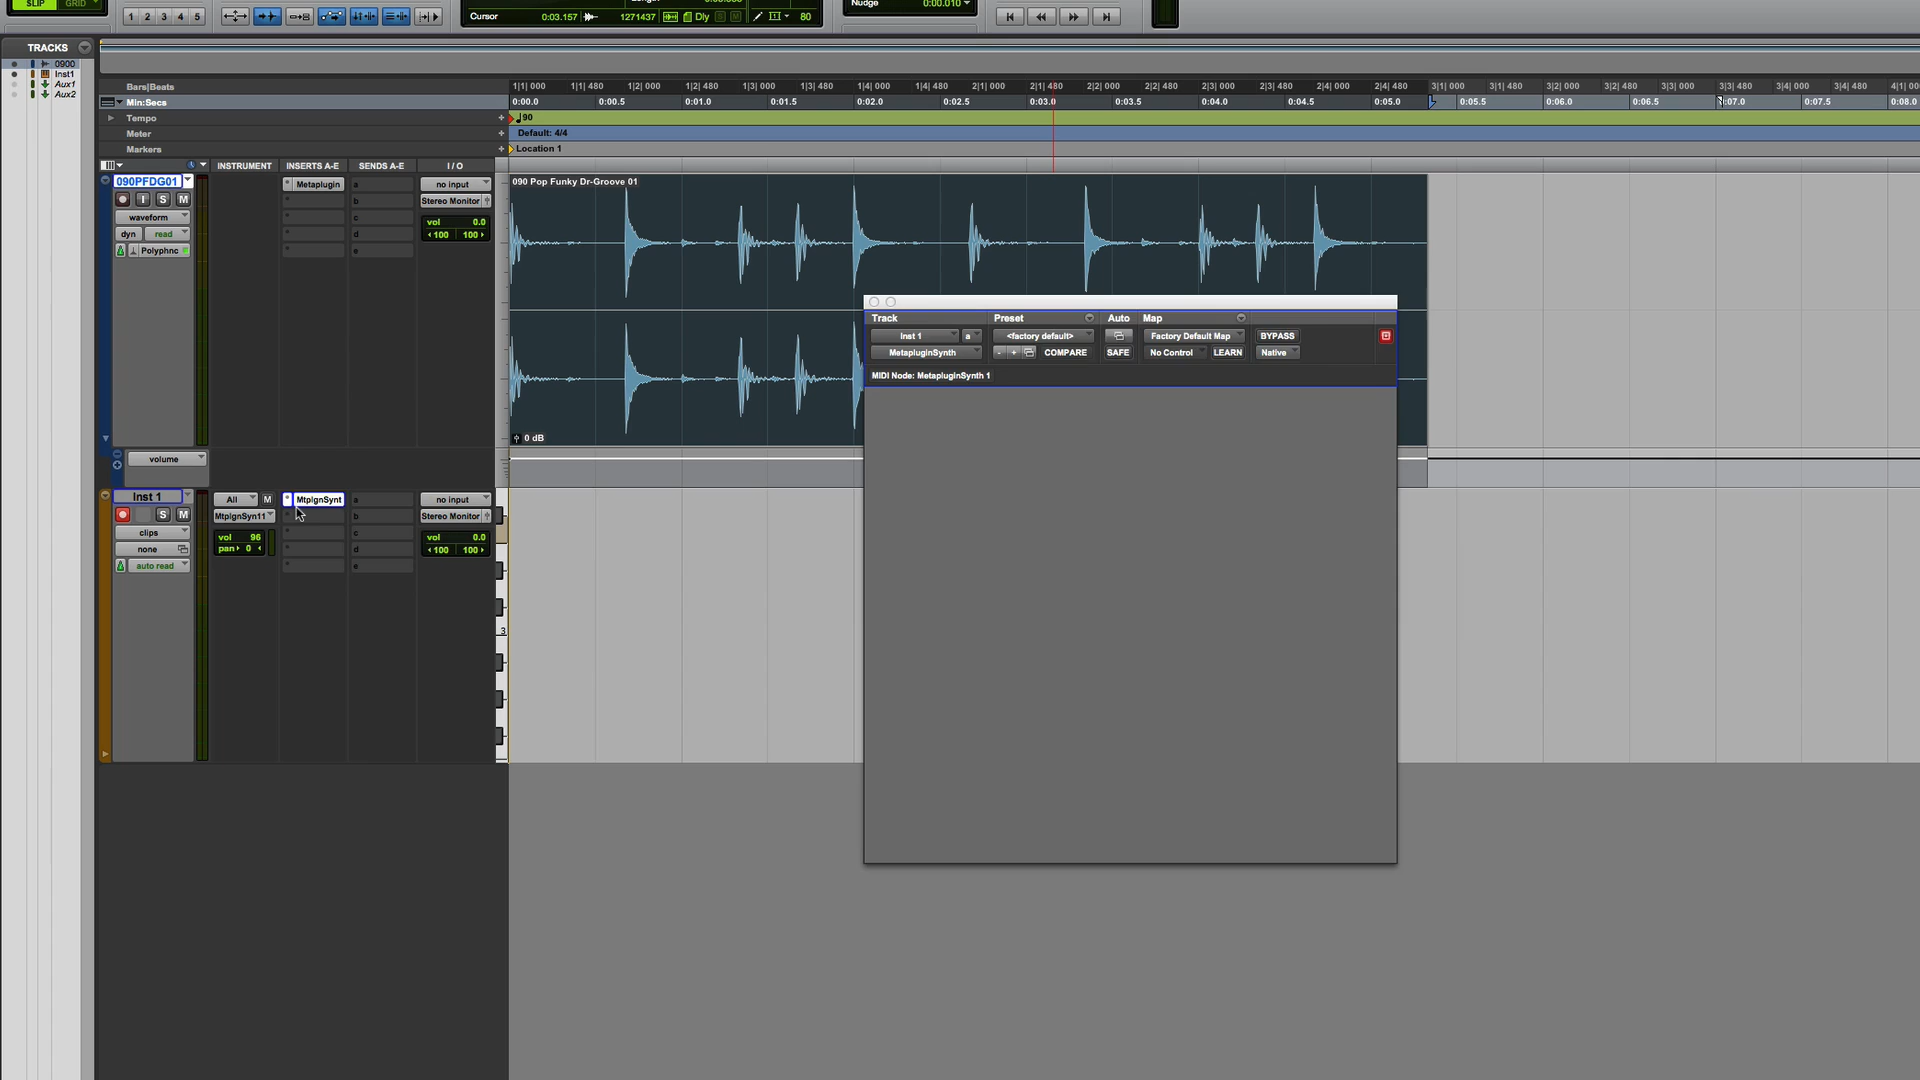 SLIP GRID
1 2 3 4 5
Cursor 0:03.157 1271437 Dly S M 80
Nudge 0:00.010
TRACKS
0900
Inst1
Aux1
Aux2
Bars|Beats 1|1| 000 1|1| 480 1|2| 000 1|2| 480 1|3| 000 1|3| 480 1|4| 000 1|4| 480 2|1| 000 2|1| 480 2|2| 000 2|2| 480 2|3| 000 2|3| 480 2|4| 000 2|4| 480 3|1| 000 3|1| 480 3|2| 000 3|2| 480 3|3| 000 3|3| 480 3|4| 000 3|4| 480 4|1| 000
Min:Secs 0:00.0 0:00.5 0:01.0 0:01.5 0:02.0 0:02.5 0:03.0 0:03.5 0:04.0 0:04.5 0:05.0 0:05.5 0:06.0 0:06.5 0:07.0 0:07.5 0:08.0
Tempo 90
Meter Default: 4/4
Markers Location 1
INSTRUMENT INSERTS A-E SENDS A-E I / O
090PFDG01 Metaplugin a no input 090 Pop Funky Dr-Groove 01
I S M b Stereo Monitor
waveform c vol 0.0
dyn read d 100 100
Polyphnc e
0 dB
volume
Inst 1 All M MtplgnSynt a no input
S M MtplgnSyn11 b Stereo Monitor
clips vol 96 c vol 0.0
none pan 0 d 100 100
auto read e
3
Track Preset Auto Map
Inst 1 a <factory default> Factory Default Map BYPASS
MetapluginSynth - + COMPARE SAFE No Control LEARN Native
MIDI Node: MetapluginSynth 1